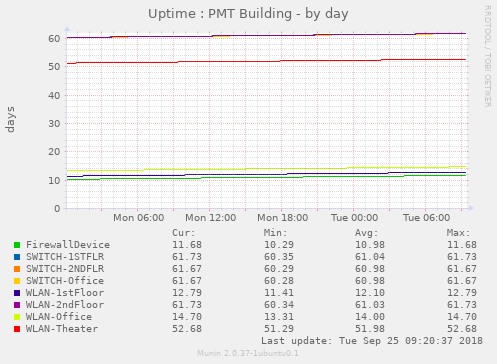 Uptime : PMT Building - by day
RRDTOOL / TOBI OETIKER
days
60
50
40
30
20
10
0
Mon 06:00 Mon 12:00 Mon 18:00 Tue 00:00 Tue 06:00
Cur: Min: Avg: Max:
FirewallDevice 11.68 10.29 10.98 11.68
SWITCH-1STFLR 61.73 60.35 61.04 61.73
SWITCH-2NDFLR 61.67 60.29 60.98 61.67
SWITCH-Office 61.67 60.28 60.98 61.67
WLAN-1stFloor 12.79 11.41 12.10 12.79
WLAN-2ndFloor 61.73 60.34 61.03 61.73
WLAN-Office 14.70 13.31 14.00 14.70
WLAN-Theater 52.68 51.29 51.98 52.68
Last update: Tue Sep 25 09:20:37 2018
Munin 2.0.37-1ubuntu0.1